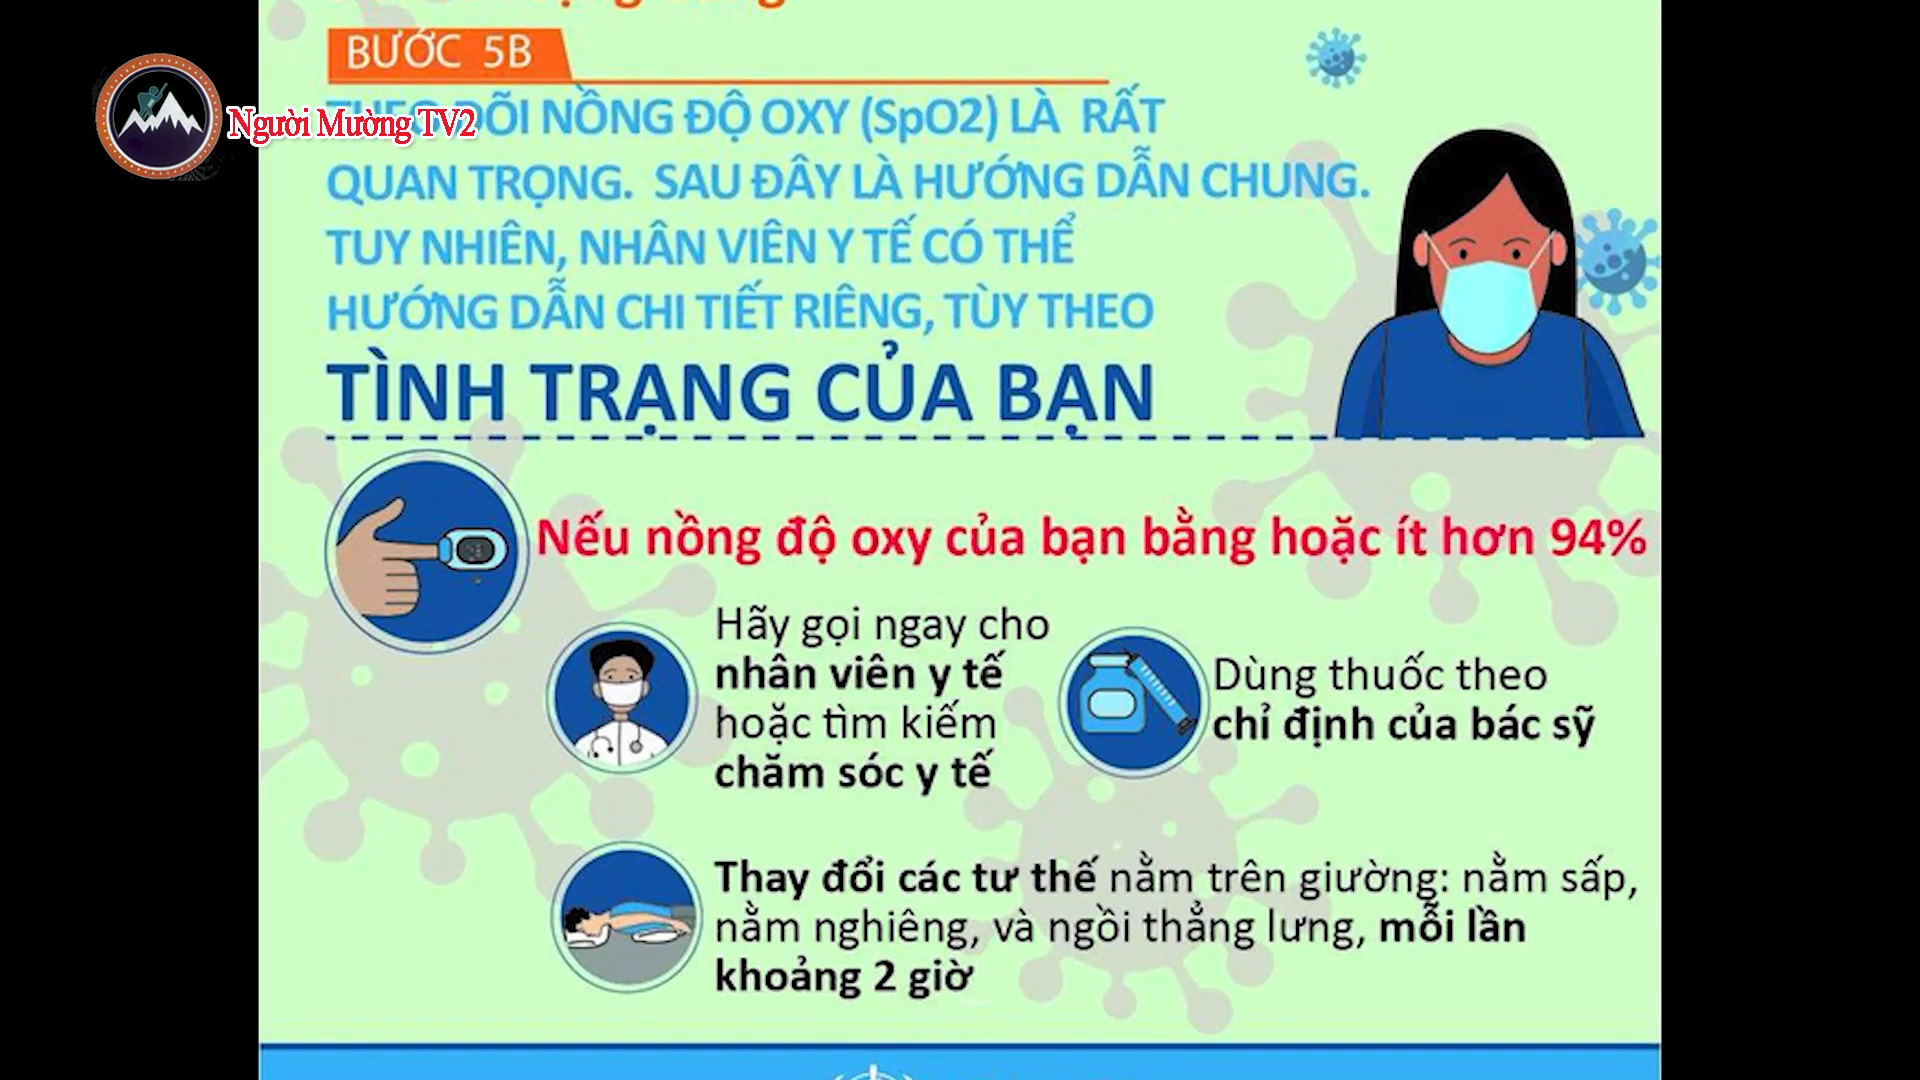 BƯỚC 5B
Người Mường TV2
DÕI NỒNG ĐỘ OXY (SpO2) LÀ RẤT
QUAN TRỌNG. SAU ĐÂY LÀ HƯỚNG DẪN CHUNG.
TUY NHIÊN, NHÂN VIÊN Y TẾ CÓ THỂ
HƯỚNG DẪN CHI TIẾT RIÊNG, TÙY THEO
TÌNH TRẠNG CỦA BẠN
Nếu nồng độ oxy của bạn bằng hoặc ít hơn 94%
Hãy gọi ngay cho
nhân viên y tế
hoặc tìm kiếm
chăm sóc y tế
Dùng thuốc theo
chỉ định của bác sỹ
Thay đổi các tư thế nằm trên giường: nằm sấp,
nằm nghiêng, và ngồi thẳng lưng, mỗi lần
khoảng 2 giờ